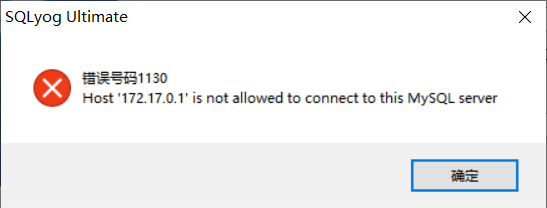 SQLyog Ultimate
错误号码1130
Host '172.17.0.1' is not allowed to connect to this MySQL server
确定